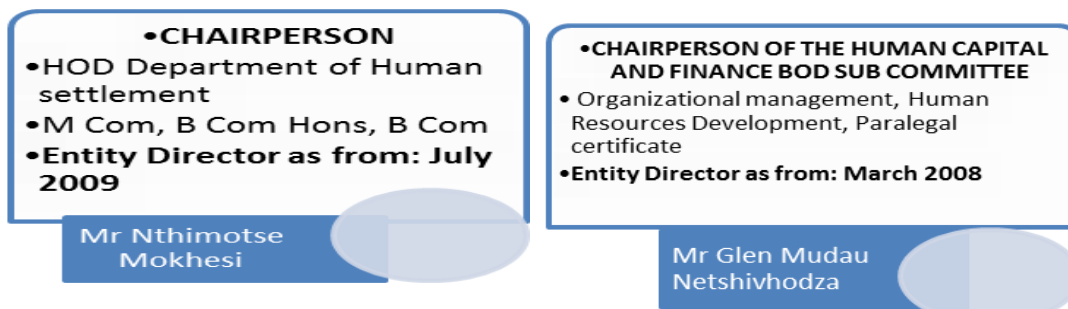 •CHAIRPERSON
•HOD Department of Human
settlement
•M Com, B Com Hons, B Com
•Entity Director as from: July
2009
Mr Nthimotse
Mokhesi
•CHAIRPERSON OF THE HUMAN CAPITAL
AND FINANCE BOD SUB COMMITTEE
• Organizational management, Human
Resources Development, Paralegal
certificate
•Entity Director as from: March 2008
Mr Glen Mudau
Netshivhodza